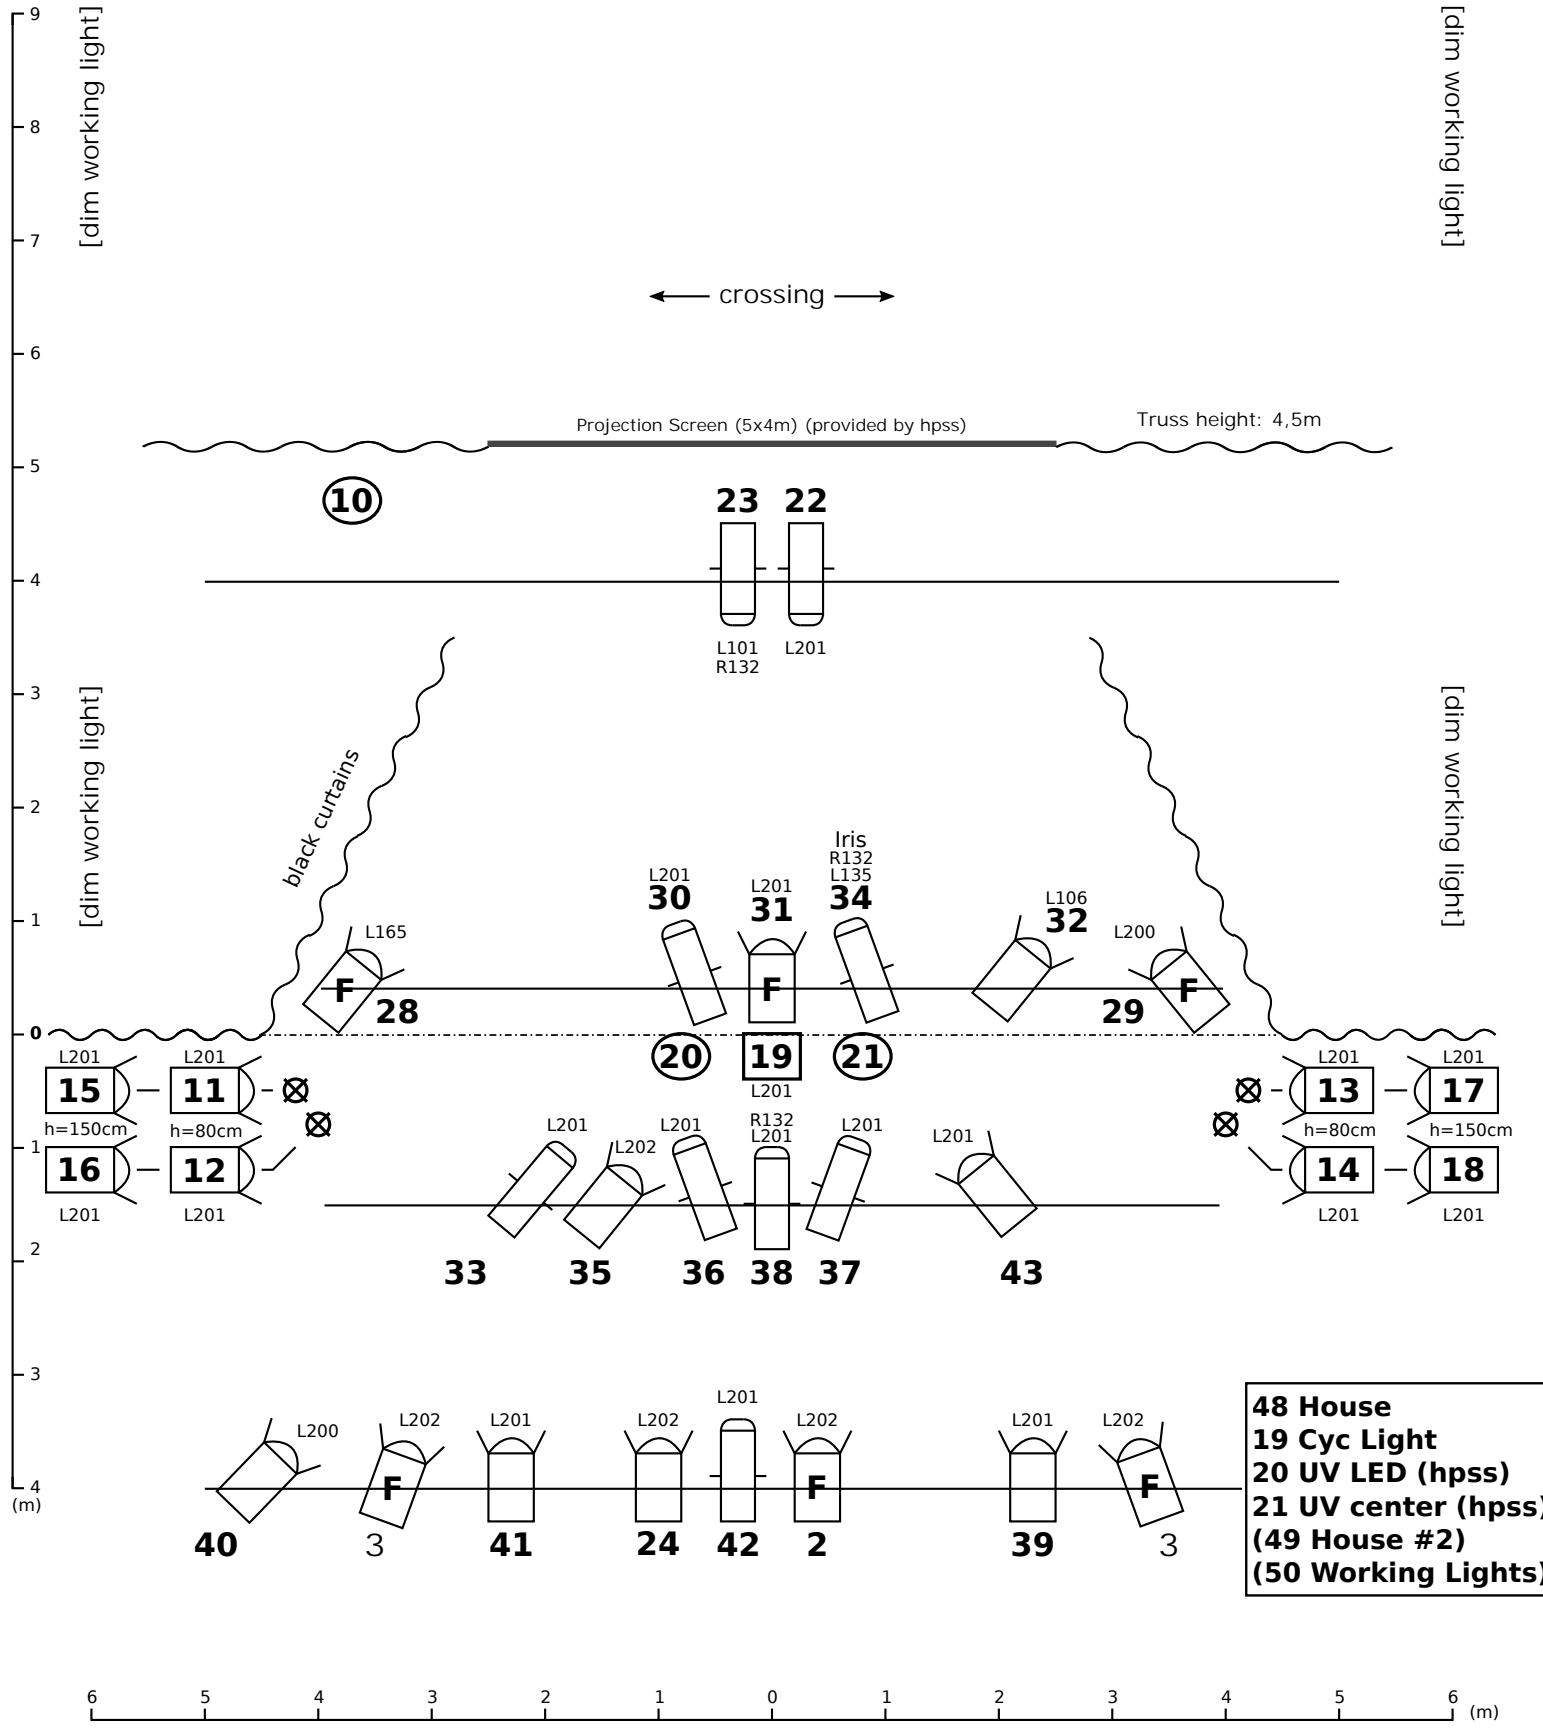 9
[dim working light]
[dim working light]
8
7
← crossing →
6
Projection Screen (5x4m) (provided by hpss)
Truss height: 4,5m
5
10
23 22
4
L101 L201
R132
3
[dim working light]
[dim working light]
2
black curtains
Iris
R132
L201 L135
30 L201 34
31
L106
1 32
L165 L200
F F F
28 29
0
20 19 21
L201 L201 L201 L201
15 11 13 17
L201
h=150cm h=80cm h=80cm h=150cm
R132
L201 L202 L201 L201 L201 L201
1
16 12 14 18
L201 L201 L201 L201
2
33 35 36 38 37 43
3
48 House
19 Cyc Light
20 UV LED (hpss)
21 UV center (hpss)
(49 House #2)
(50 Working Lights)
L201
L200 L202 L201 L202 L202 L201 L202
4
(m)
F F F
40 3 41 24 42 2 39 3
6 5 4 3 2 1 0 1 2 3 4 5 6 (m)